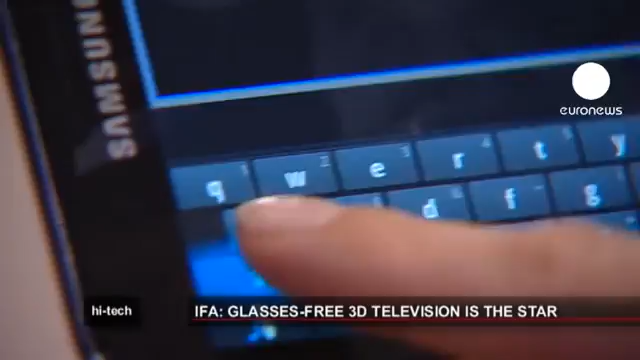 SAMSUNG
euronews
q w e r t y
d f g
hi-tech
IFA: GLASSES-FREE 3D TELEVISION IS THE STAR